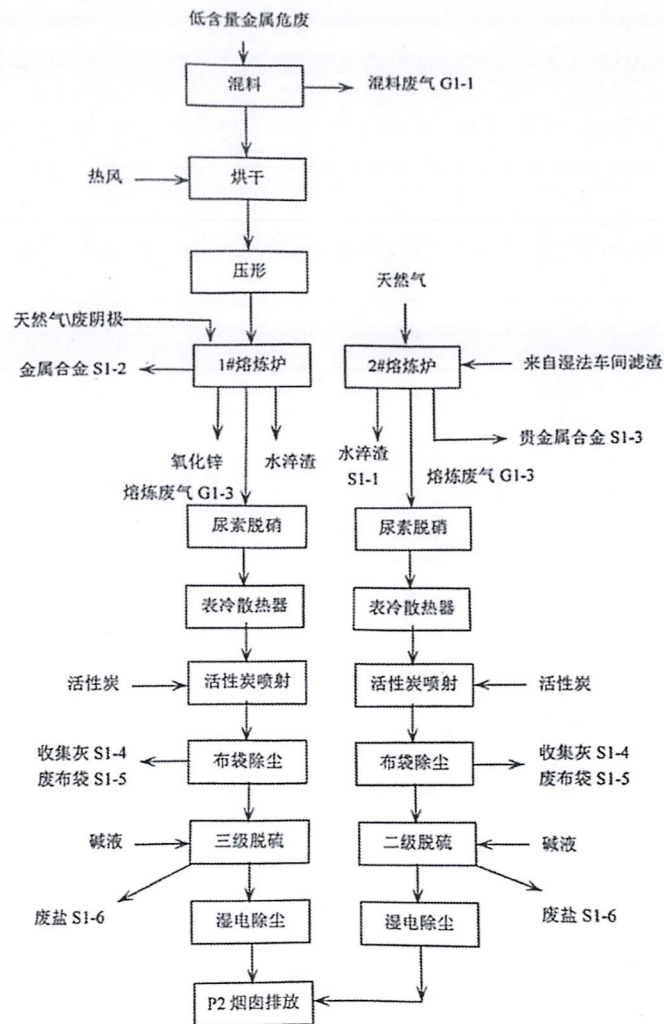 低含量金属危废
混料
混料废气 G1-1
热风
烘干
压形
天然气
天然气\废阴极
金属合金 S1-2
1#熔炼炉
2#熔炼炉
来自湿法车间滤渣
贵金属合金 S1-3
氧化锌
水淬渣
水淬渣
S1-1
熔炼废气 G1-3
熔炼废气 G1-3
尿素脱硝
尿素脱硝
表冷散热器
表冷散热器
活性炭
活性炭喷射
活性炭喷射
活性炭
收集灰 S1-4
废布袋 S1-5
布袋除尘
布袋除尘
收集灰 S1-4
废布袋 S1-5
碱液
三级脱硫
二级脱硫
碱液
废盐 S1-6
湿电除尘
湿电除尘
废盐 S1-6
P2 烟囱排放